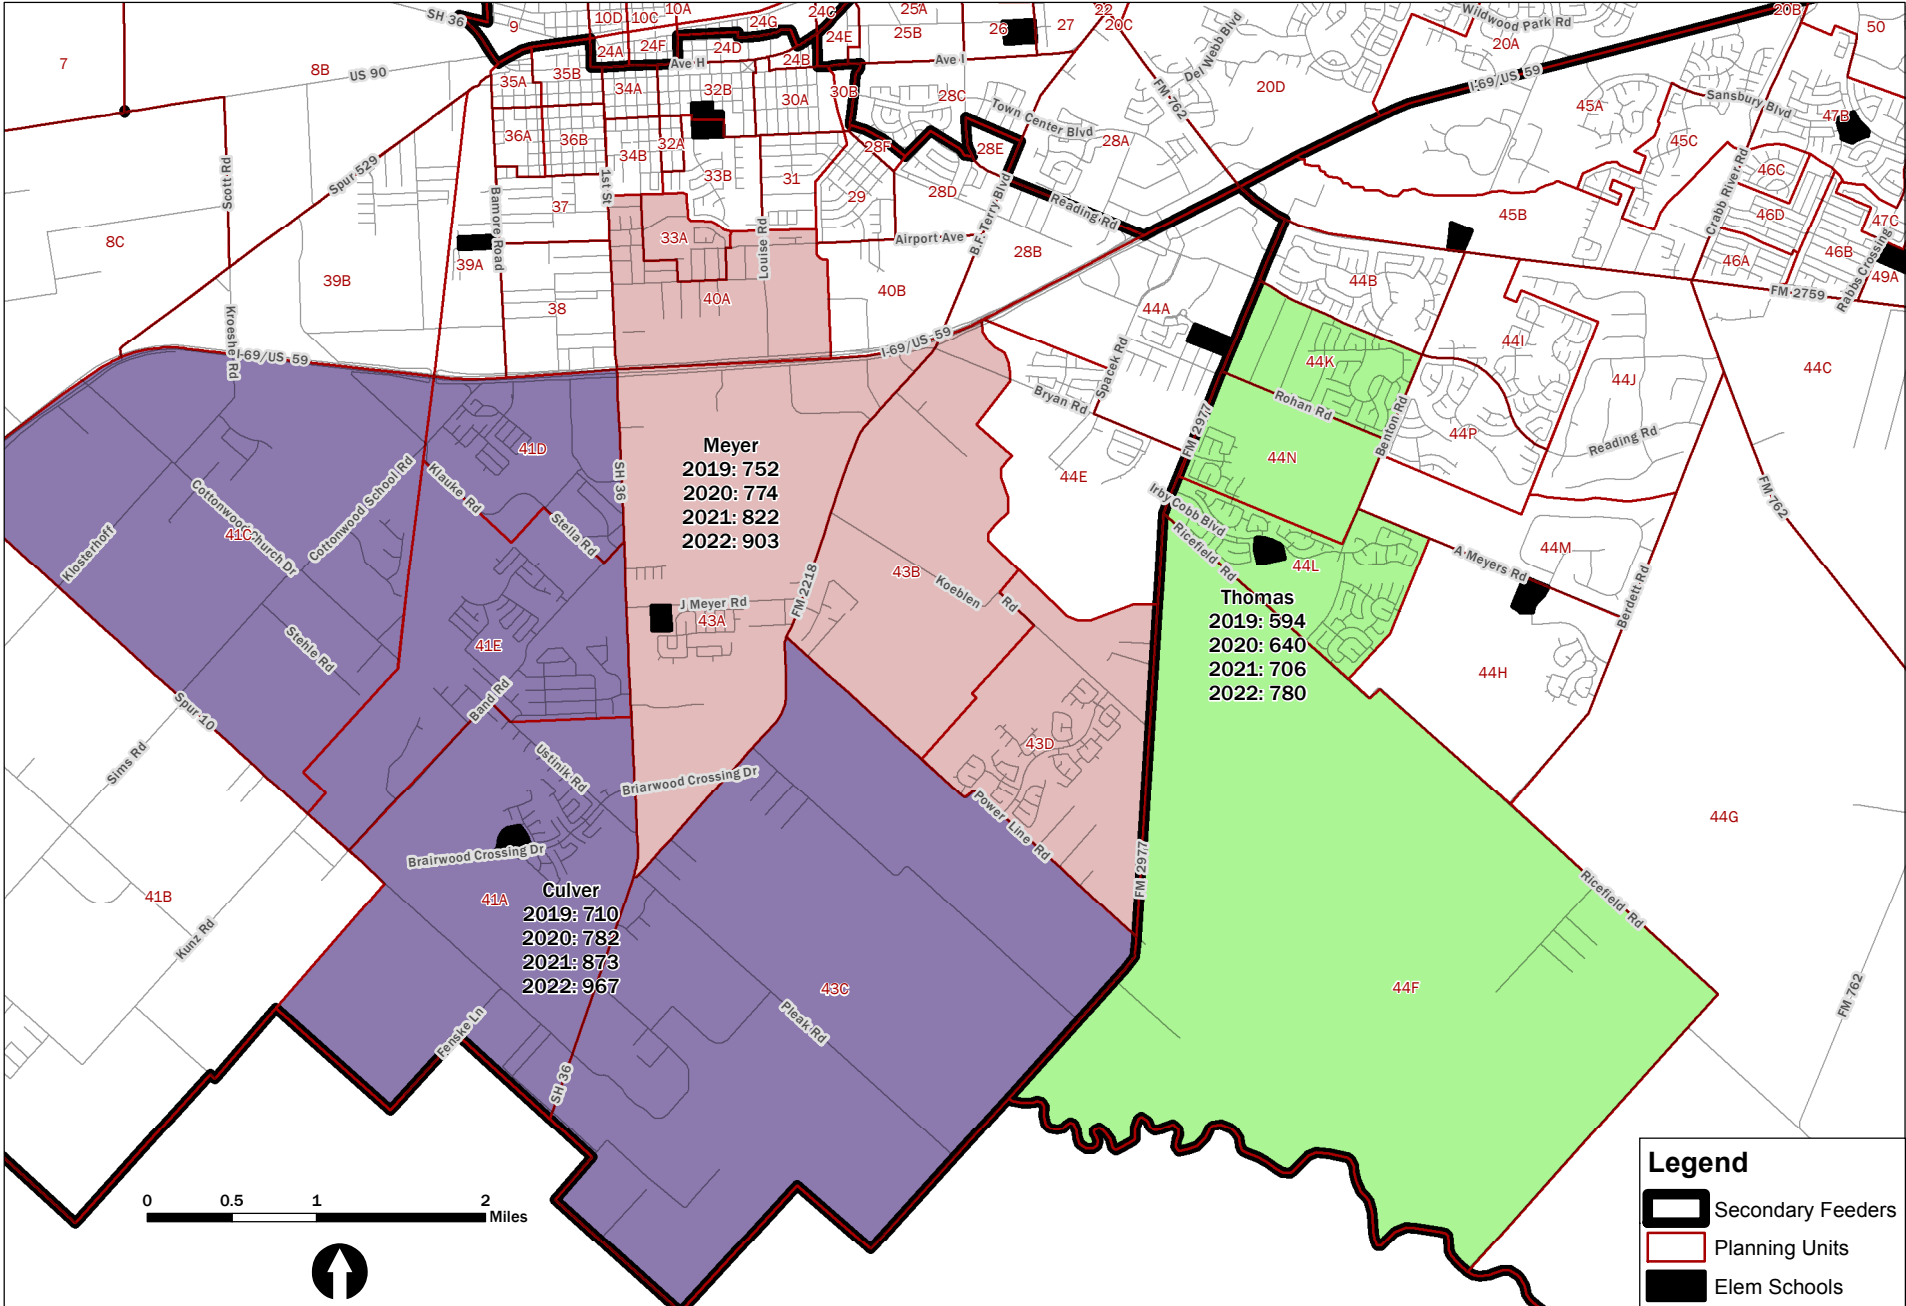 SH 36
9
10D
10C
10A
24G
24C
25A
22
20C
20B
50
7
8B
US 90
24A
24F
24D
24B
24E
25B
26
27
Wildwood Park Rd
20A
Del Webb Blvd
Ave H
Ave I
35A
35B
34A
32B
30A
30B
28C
FM 762
20D
I-69/US 59
45A
Sansbury Blvd
47B
Town Center Blvd
28A
36A
36B
34B
32A
28F
28E
45C
46C
Spur 529
Scott Rd
Bamore Road
1st St
33B
31
29
28D
B.F. Terry Blvd
Reading Rd
45B
Crabb River Rd
46D
47C
37
8C
33A
Louise Rd
Airport Ave
28B
46A
46B
49A
Rabbs Crossing
39A
39B
40A
40B
44B
FM 2759
38
44A
Kroeshe Rd
I-69/US 59
I-69/US 59
Spacek Rd
44K
44I
44J
44C
Bryan Rd
Rohan Rd
Benton Rd
44P
Reading Rd
41D
SH 36
Meyer
2019: 752
2020: 774
2021: 822
2022: 903
44E
FM 2977
44N
Klauke Rd
Cottonwood School Rd
Cottonwood Church Dr
41C
Stella Rd
Irby Cobb Blvd
Ricefield Rd
FM 762
Klosterhoff
43B
Koeblen
Rd
FM 2218
44L
A Meyers Rd
44M
J Meyer Rd
43A
Thomas
2019: 594
2020: 640
2021: 706
2022: 780
Berdett Rd
Stehle Rd
41E
44H
Band Rd
Spur 10
43D
Ustinik Rd
Sims Rd
Briarwood Crossing Dr
Power Line Rd
44G
Brairwood Crossing Dr
FM 2977
41B
41A
Culver
2019: 710
2020: 782
2021: 873
2022: 967
Ricefield Rd
Kunz Rd
43C
44F
Pleak Rd
FM 762
Fenske Ln
SH 36
0
0.5
1
2
Miles
Legend
Secondary Feeders
Planning Units
Elem Schools